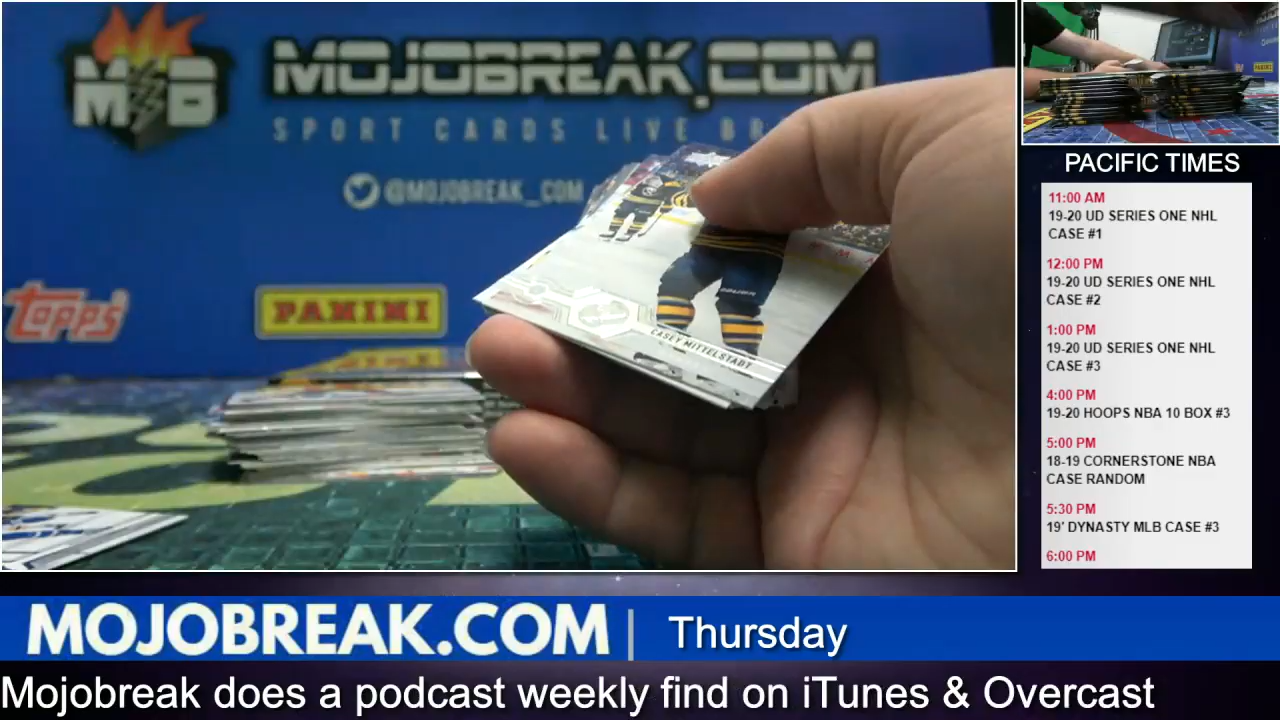 MB
MOJOBREAK.COM
SPORT CARDS LIVE BR
@MOJOBREAK_COM
Topps
PANINI
CASEY MITTELSTADT
PACIFIC TIMES
11:00 AM
19-20 UD SERIES ONE NHL
CASE #1
12:00 PM
19-20 UD SERIES ONE NHL
CASE #2
1:00 PM
19-20 UD SERIES ONE NHL
CASE #3
4:00 PM
19-20 HOOPS NBA 10 BOX #3
5:00 PM
18-19 CORNERSTONE NBA
CASE RANDOM
5:30 PM
19' DYNASTY MLB CASE #3
6:00 PM
MOJOBREAK.COM | Thursday
Mojobreak does a podcast weekly find on iTunes & Overcast